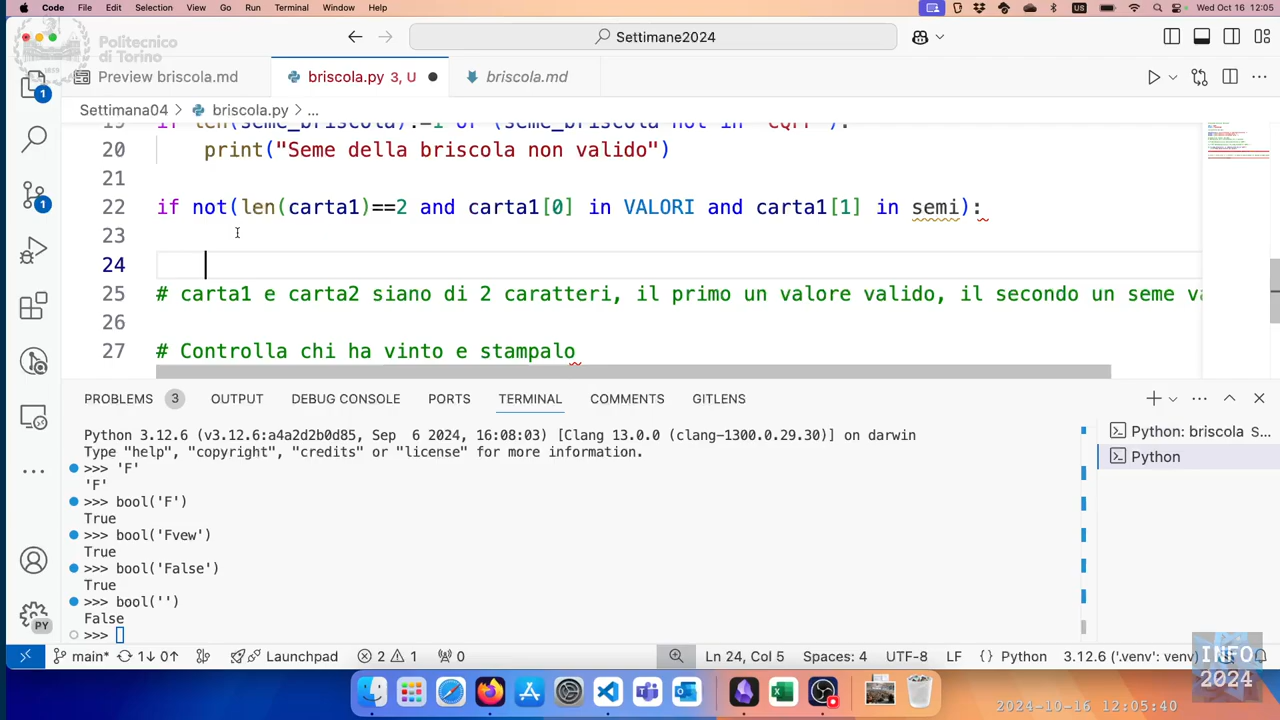 Code File Edit Selection View Go Run Terminal Window Help Wed Oct 16 12:05
Politecnico
di Torino
Settimane2024
Preview briscola.md briscola.py 3, U briscola.md
Settimana04 > briscola.py > ...
20 print("Seme della briscola non valido")
21
22 if not(len(carta1)==2 and carta1[0] in VALORI and carta1[1] in semi):
23
24
25 # carta1 e carta2 siano di 2 caratteri, il primo un valore valido, il secondo un seme va
26
27 # Controlla chi ha vinto e stampalo
PROBLEMS 3 OUTPUT DEBUG CONSOLE PORTS TERMINAL COMMENTS GITLENS
Python 3.12.6 (v3.12.6:a4a2d2b0d85, Sep 6 2024, 16:08:03) [Clang 13.0.0 (clang-1300.0.29.30)] on darwin
Type "help", "copyright", "credits" or "license" for more information.
>>> 'F'
'F'
>>> bool('F')
True
>>> bool('Fvew')
True
>>> bool('False')
True
>>> bool('')
False
>>>
Python: briscola S...
Python
main* 1↓ 0↑ Launchpad 2 1 0 Ln 24, Col 5 Spaces: 4 UTF-8 LF {} Python 3.12.6 ('.venv': venv)
INFO
2024
2024-10-16 12:05:40